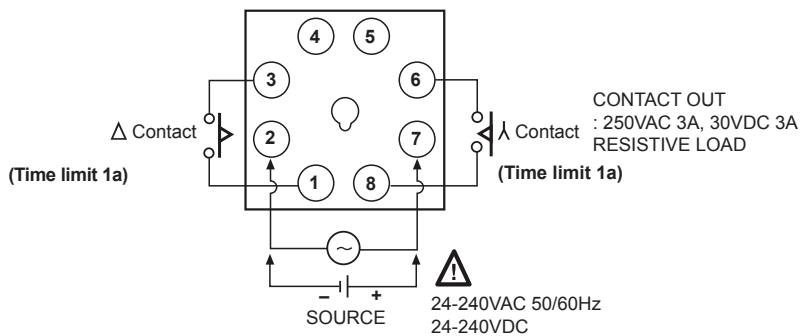 4 5
3 6
CONTACT OUT
: 250VAC 3A, 30VDC 3A
RESISTIVE LOAD
Δ Contact
2 7
⅄ Contact
(Time limit 1a)
(Time limit 1a)
1 8
~
− +
SOURCE
!
24-240VAC 50/60Hz
24-240VDC